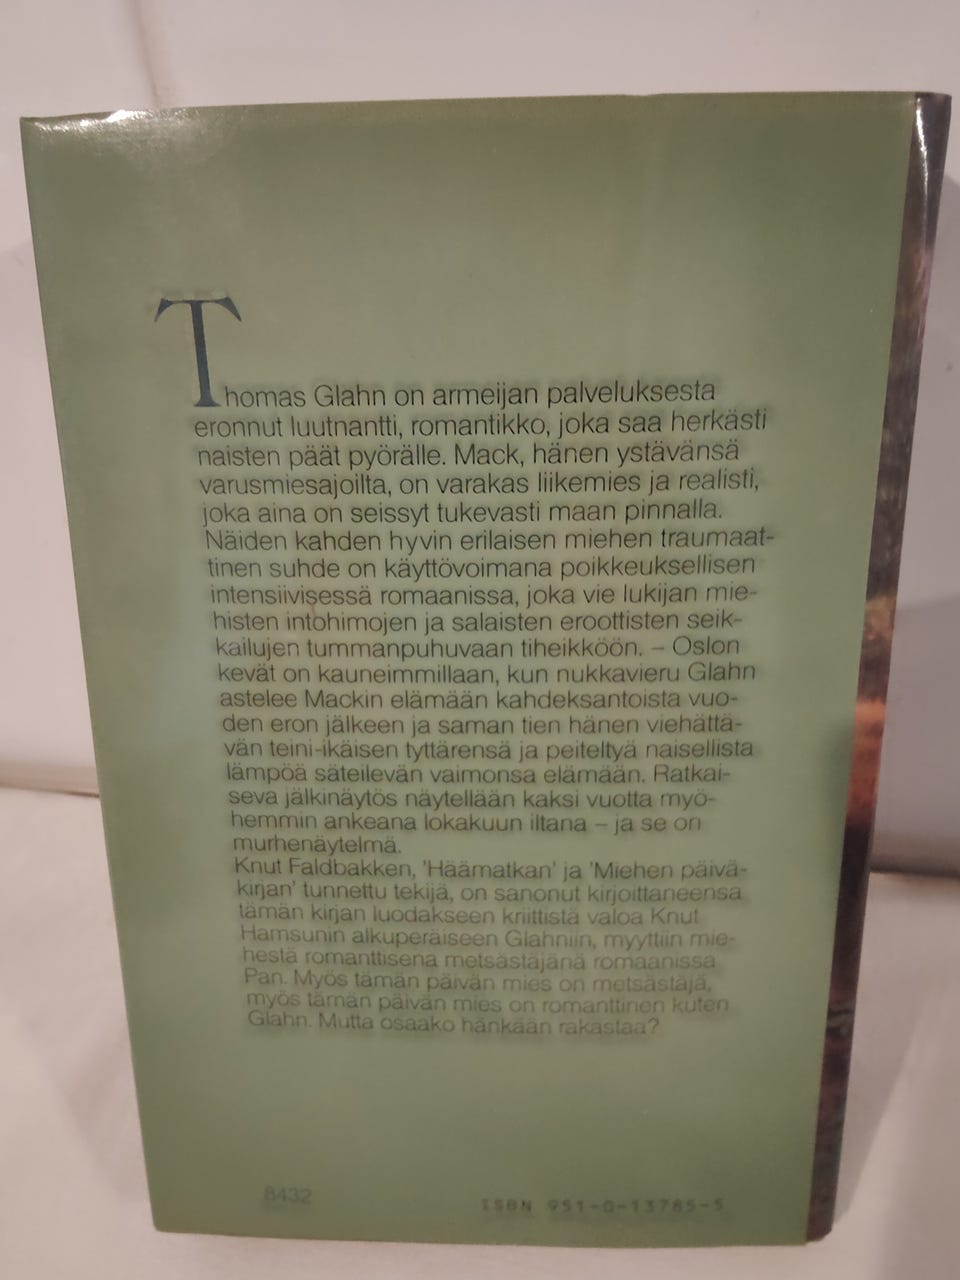 Thomas Glahn on armeijan palveluksesta
eronnut luutnantti, romantikko, joka saa herkästi
naisten päät pyörälle. Mack, hänen ystävänsä
varusmiesajoilta, on varakas liikemies ja realisti,
joka aina on seissyt tukevasti maan pinnalla.
Näiden kahden hyvin erilaisen miehen traumaat-
tinen suhde on käyttövoimana poikkeuksellisen
intensiivisessä romaanissa, joka vie lukijan mie-
histen intohimojen ja salaisten eroottisten seik-
kailujen tummanpuhuvaan tiheikköön. – Oslon
kevät on kauneimmillaan, kun nukkavieru Glahn
astelee Mackin elämään kahdeksantoista vuo-
den eron jälkeen ja saman tien hänen viehättä-
vän teini-ikäisen tyttärensä ja peiteltyä naisellista
lämpöä säteilevän vaimonsa elämään. Ratkai-
seva jälkinäytös näytellään kaksi vuotta myö-
hemmin ankeana lokakuun iltana – ja se on
murhenäytelmä.
Knut Faldbakken, 'Häämatkan' ja 'Miehen päivä-
kirjan' tunnettu tekijä, on sanonut kirjoittaneensa
tämän kirjan luodakseen kriittistä valoa Knut
Hamsunin alkuperäiseen Glahniin, myyttiin mie-
hestä romanttisena metsästäjänä romaanissa
Pan. Myös tämän päivän mies on metsästäjä,
myös tämän päivän mies on romanttinen kuten
Glahn. Mutta osaako hänkään rakastaa?
8432
ISBN 951-0-13785-5